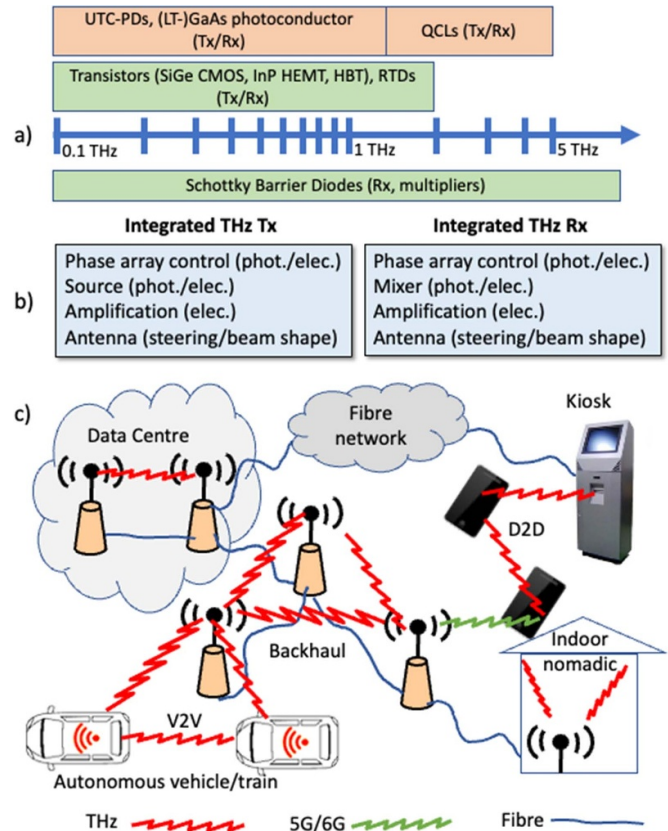 UTC-PDs, (LT-)GaAs photoconductor
(Tx/Rx)
QCLs (Tx/Rx)
Transistors (SiGe CMOS, InP HEMT, HBT), RTDs
(Tx/Rx)
a)
0.1 THz
1 THz
5 THz
Schottky Barrier Diodes (Rx, multipliers)
Integrated THz Tx
Integrated THz Rx
b)
Phase array control (phot./elec.)
Source (phot./elec.)
Amplification (elec.)
Antenna (steering/beam shape)
Phase array control (phot./elec.)
Mixer (phot./elec.)
Amplification (elec.)
Antenna (steering/beam shape)
c)
Data Centre
Fibre
network
Kiosk
D2D
Backhaul
Indoor
nomadic
V2V
Autonomous vehicle/train
THz
5G/6G
Fibre